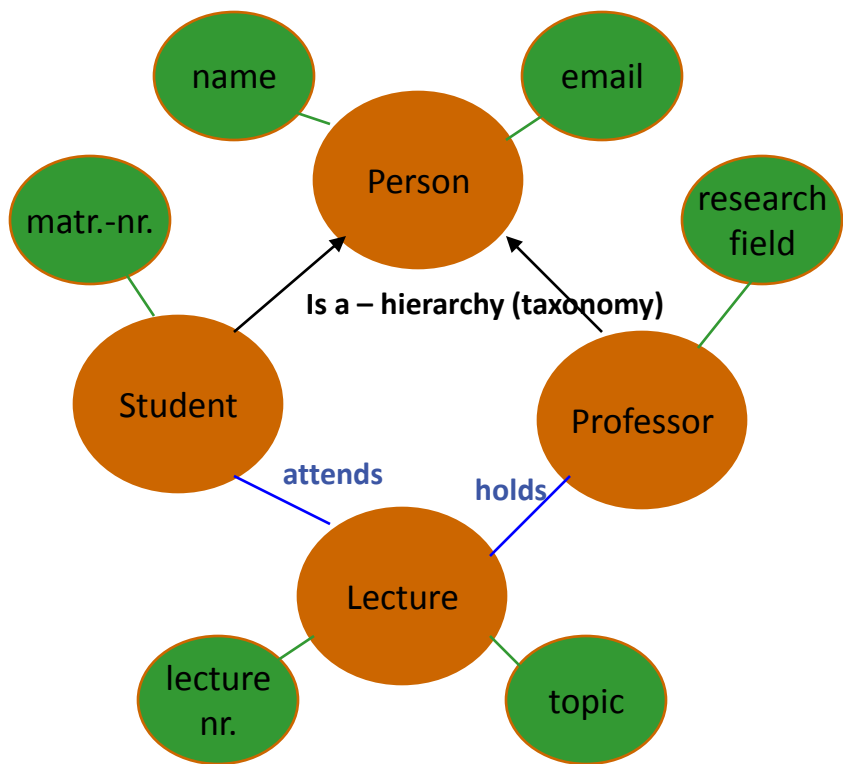 name
email
Person
matr.-nr.
research
field
Is a – hierarchy (taxonomy)
Student
Professor
attends
holds
Lecture
lecture
nr.
topic